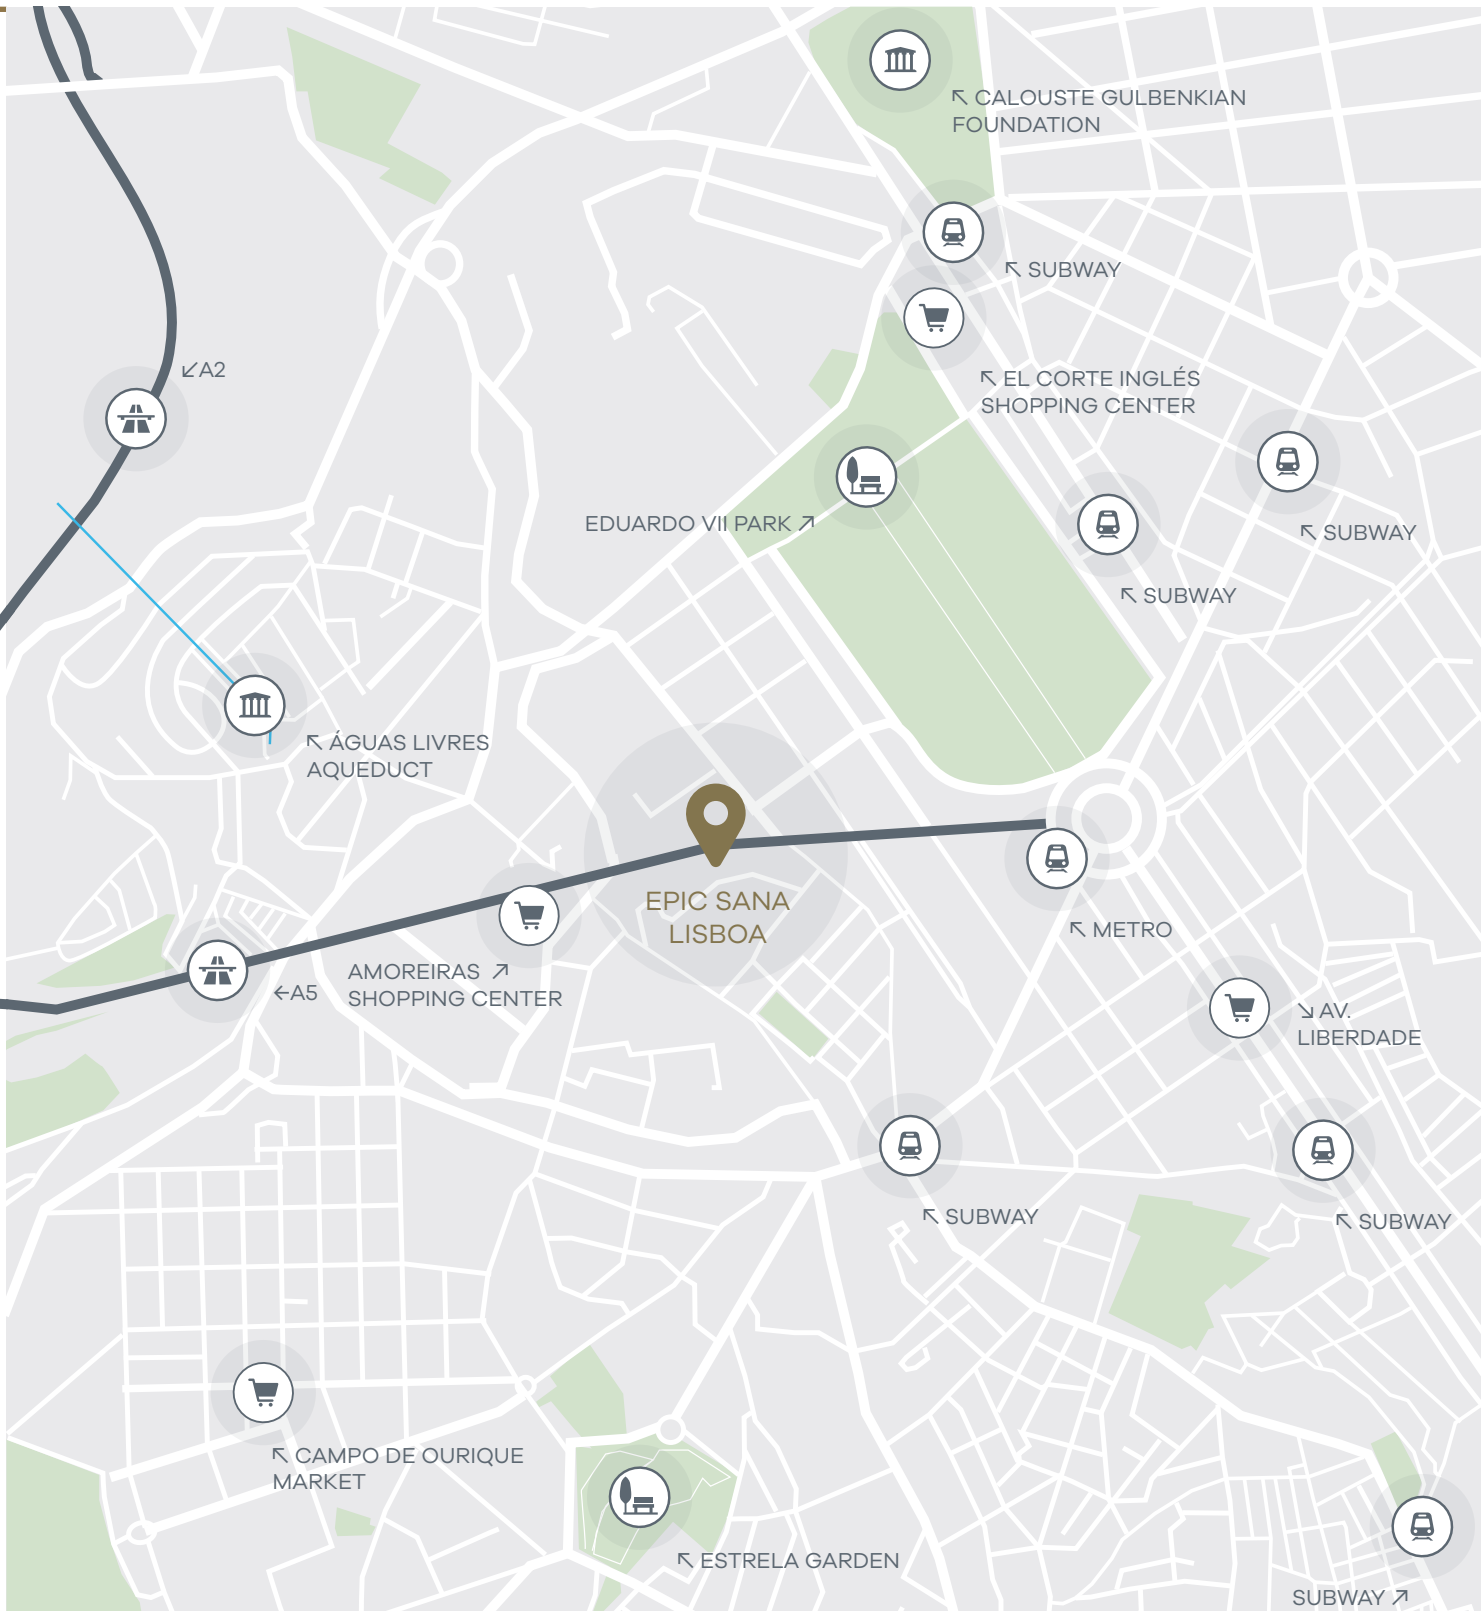 ↖ CALOUSTE GULBENKIAN
FOUNDATION
↖ SUBWAY
↙ A2
↖ EL CORTE INGLÉS
SHOPPING CENTER
EDUARDO VII PARK ↗
↖ SUBWAY
↖ SUBWAY
↖ ÁGUAS LIVRES
AQUEDUCT
EPIC SANA
LISBOA
↖ METRO
AMOREIRAS ↗
SHOPPING CENTER
← A5
↘ AV.
LIBERDADE
↖ SUBWAY
↖ SUBWAY
↖ CAMPO DE OURIQUE
MARKET
↖ ESTRELA GARDEN
SUBWAY ↗